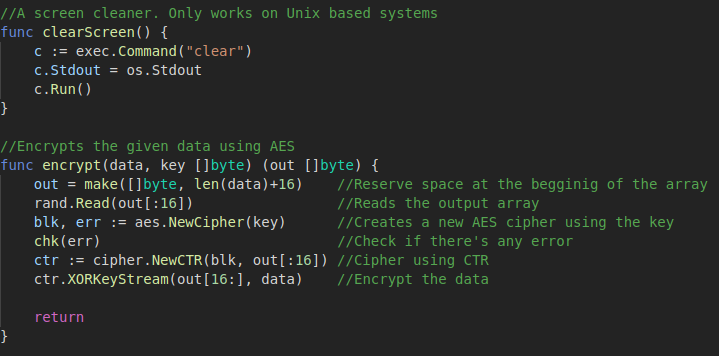 //A screen cleaner. Only works on Unix based systems
func clearScreen() {
    c := exec.Command("clear")
    c.Stdout = os.Stdout
    c.Run()
}

//Encrypts the given data using AES
func encrypt(data, key []byte) (out []byte) {
    out = make([]byte, len(data)+16)    //Reserve space at the begginig of the array
    rand.Read(out[:16])                 //Reads the output array
    blk, err := aes.NewCipher(key)      //Creates a new AES cipher using the key
    chk(err)                            //Check if there's any error
    ctr := cipher.NewCTR(blk, out[:16]) //Cipher using CTR
    ctr.XORKeyStream(out[16:], data)    //Encrypt the data

    return
}